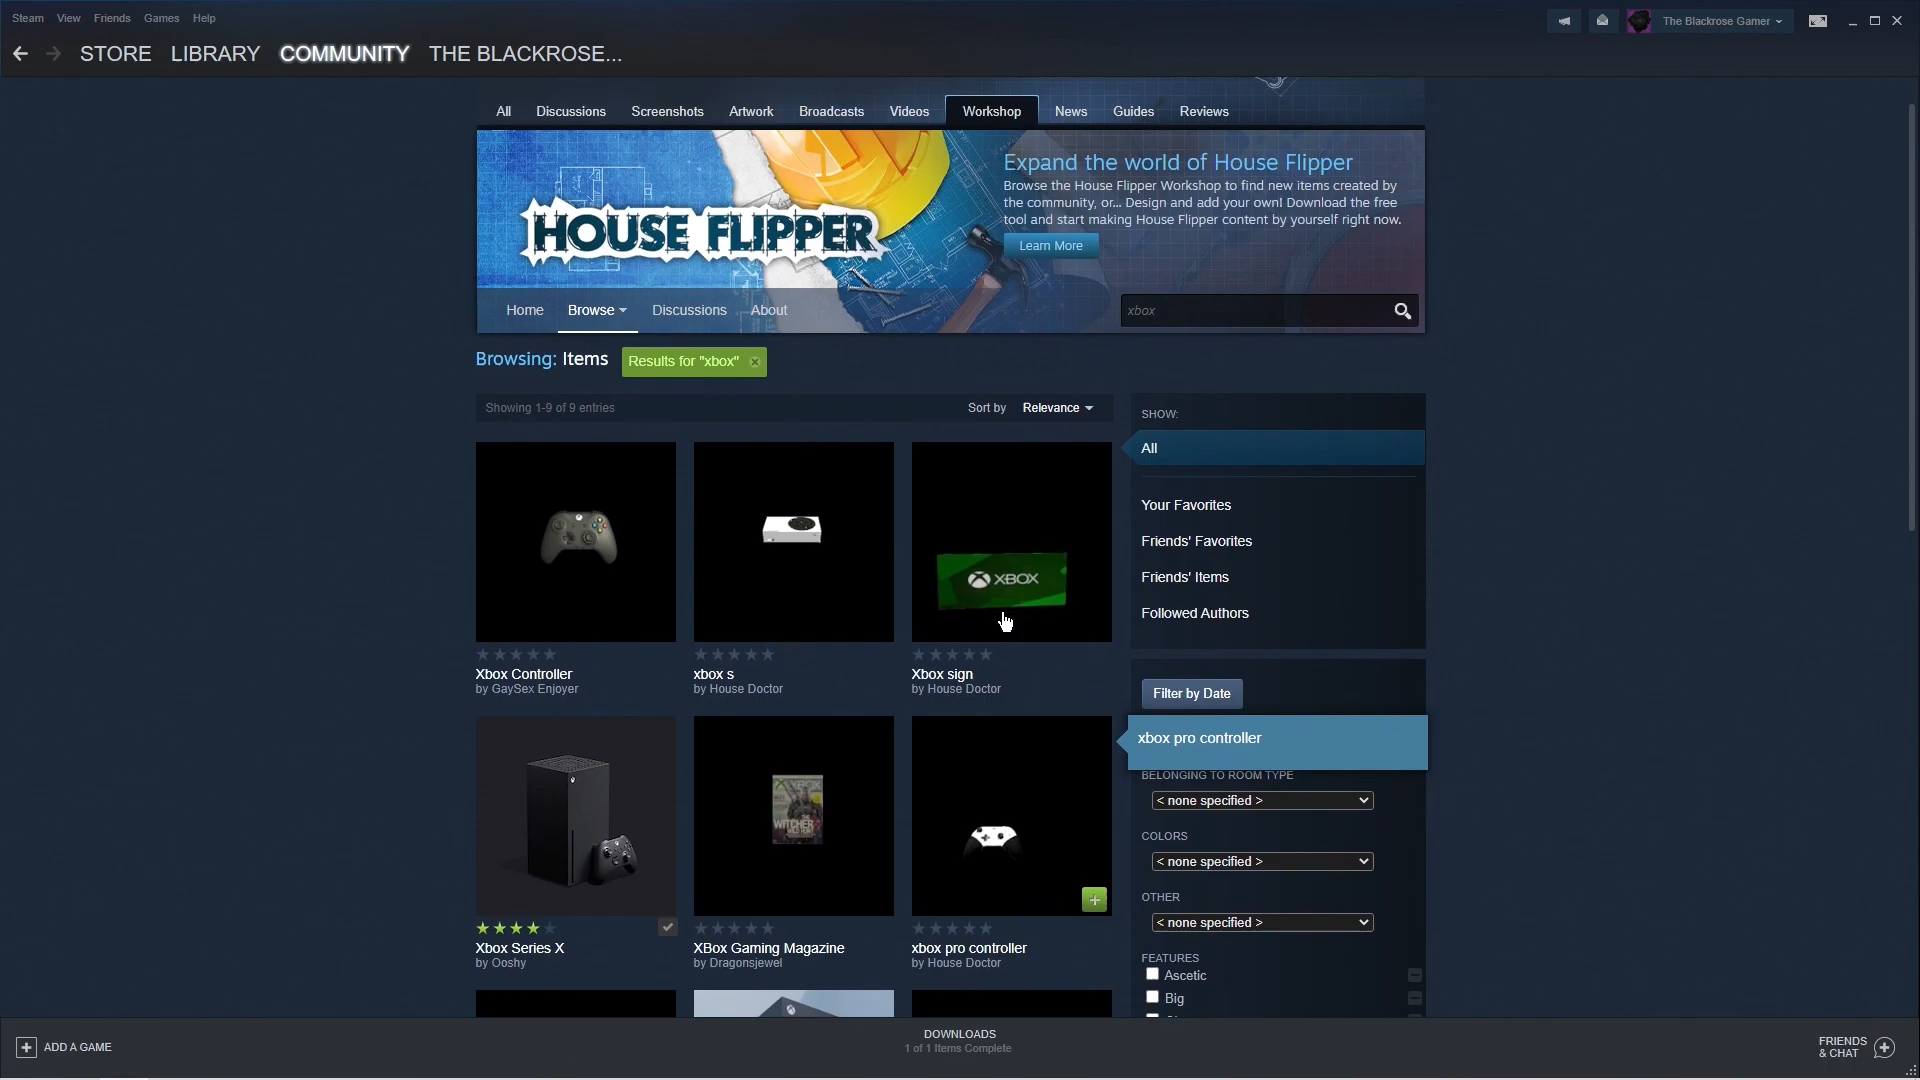 Steam View Friends Games Help
The Blackrose Gamer
STORE LIBRARY COMMUNITY THE BLACKROSE...
All Discussions Screenshots Artwork Broadcasts Videos Workshop News Guides Reviews
HOUSE FLIPPER
Expand the world of House Flipper
Browse the House Flipper Workshop to find new items created by
the community, or... Design and add your own! Download the free
tool and start making House Flipper content by yourself right now.
Learn More
Home Browse Discussions About
xbox
Browsing: Items Results for "xbox"
Showing 1-9 of 9 entries
Sort by Relevance
XBOX
Xbox Controller
by GaySex Enjoyer
xbox s
by House Doctor
Xbox sign
by House Doctor
XBOX
THE
WITCHER
WILD HUNT
Xbox Series X
by Ooshy
XBox Gaming Magazine
by Dragonsjewel
xbox pro controller
by House Doctor
SHOW:
All
Your Favorites
Friends' Favorites
Friends' Items
Followed Authors
Filter by Date
xbox pro controller
BELONGING TO ROOM TYPE
< none specified >
COLORS
< none specified >
OTHER
< none specified >
FEATURES
Ascetic
Big
ADD A GAME
DOWNLOADS
1 of 1 Items Complete
FRIENDS
& CHAT